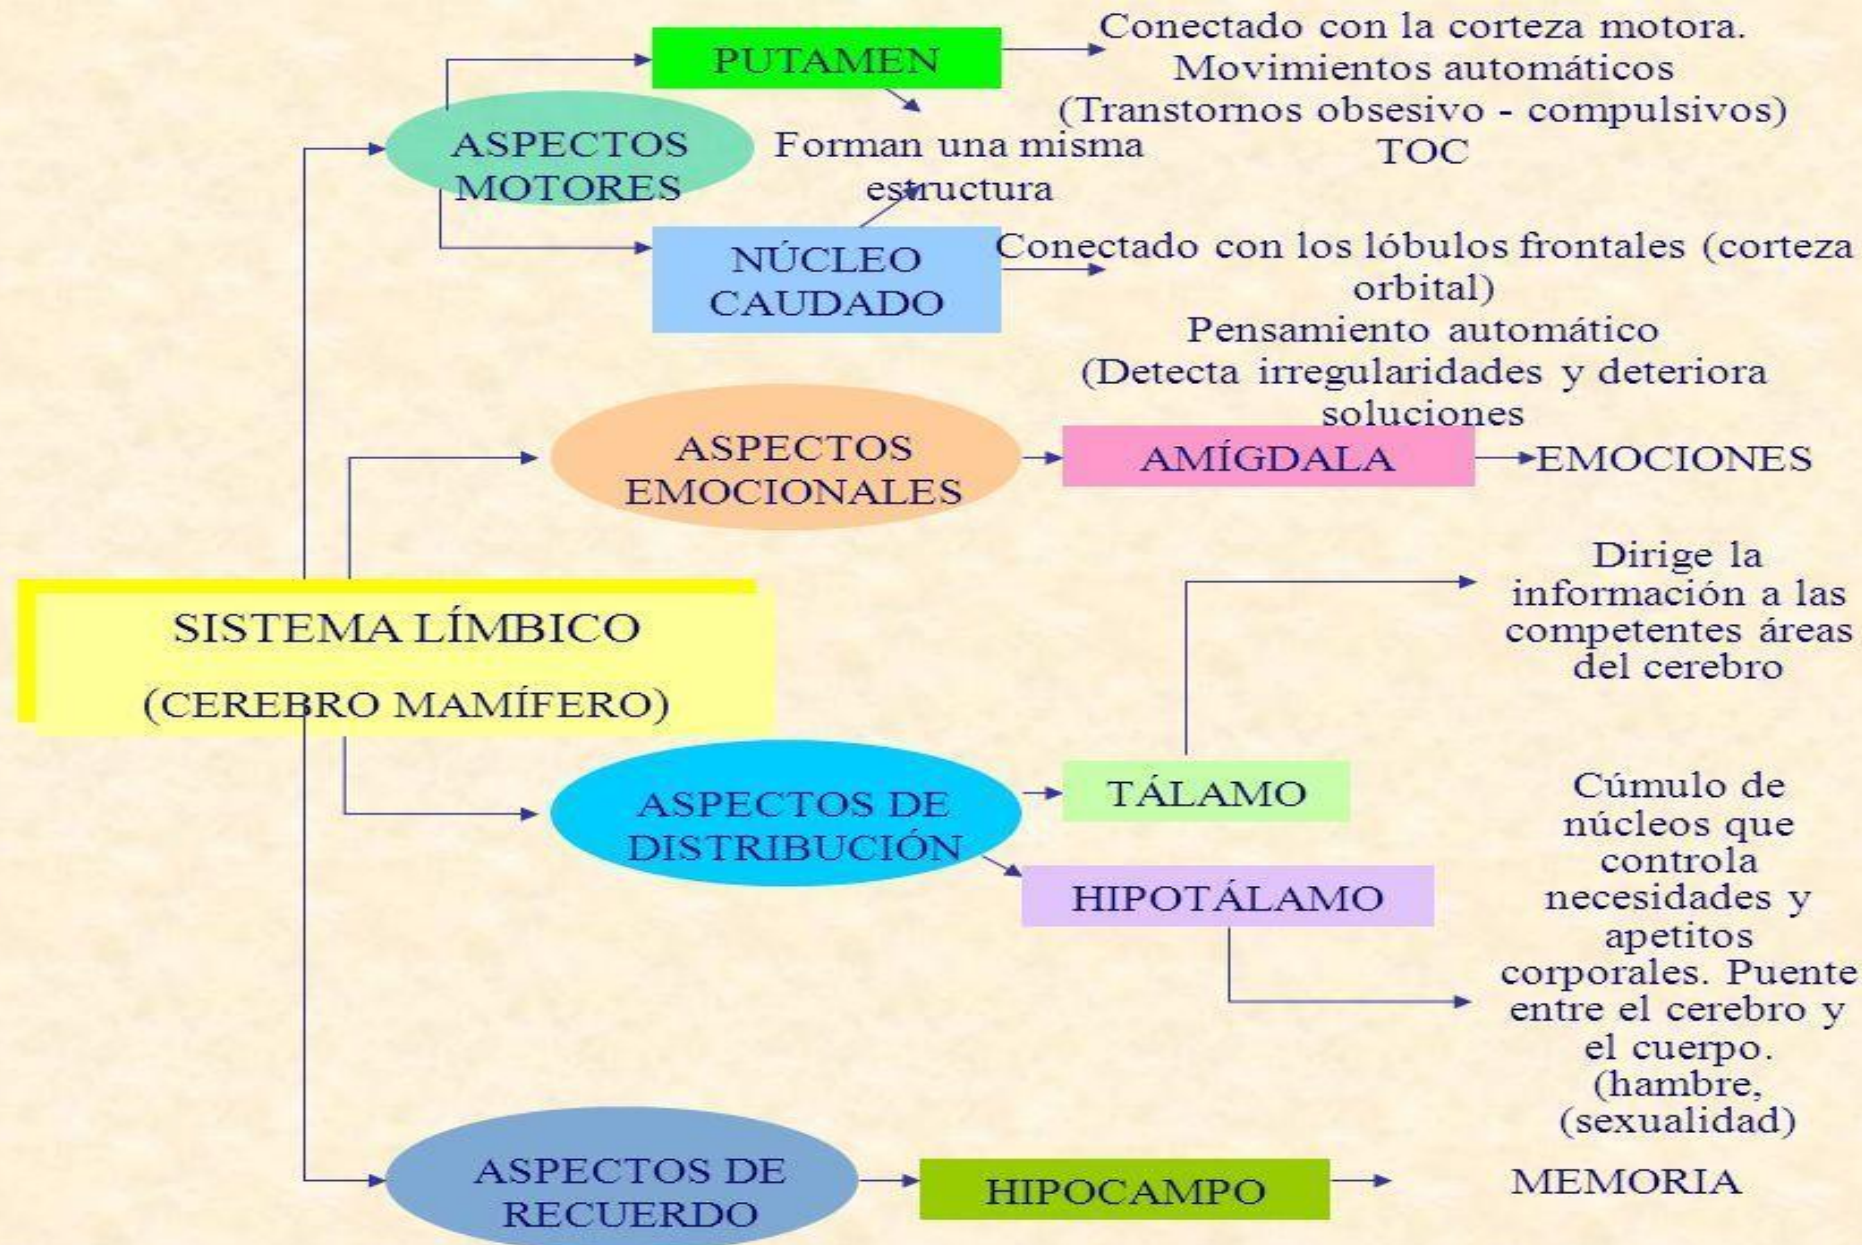 PUTAMEN
Conectado con la corteza motora.
Movimientos automáticos
(Transtornos obsesivo - compulsivos)
TOC
ASPECTOS
MOTORES
Forman una misma
estructura
NÚCLEO
CAUDADO
Conectado con los lóbulos frontales (corteza
orbital)
Pensamiento automático
(Detecta irregularidades y deteriora
soluciones
ASPECTOS
EMOCIONALES
AMÍGDALA
EMOCIONES
SISTEMA LÍMBICO
(CEREBRO MAMÍFERO)
Dirige la
información a las
competentes áreas
del cerebro
ASPECTOS DE
DISTRIBUCIÓN
TÁLAMO
HIPOTÁLAMO
Cúmulo de
núcleos que
controla
necesidades y
apetitos
corporales. Puente
entre el cerebro y
el cuerpo.
(hambre,
(sexualidad)
ASPECTOS DE
RECUERDO
HIPOCAMPO
MEMORIA